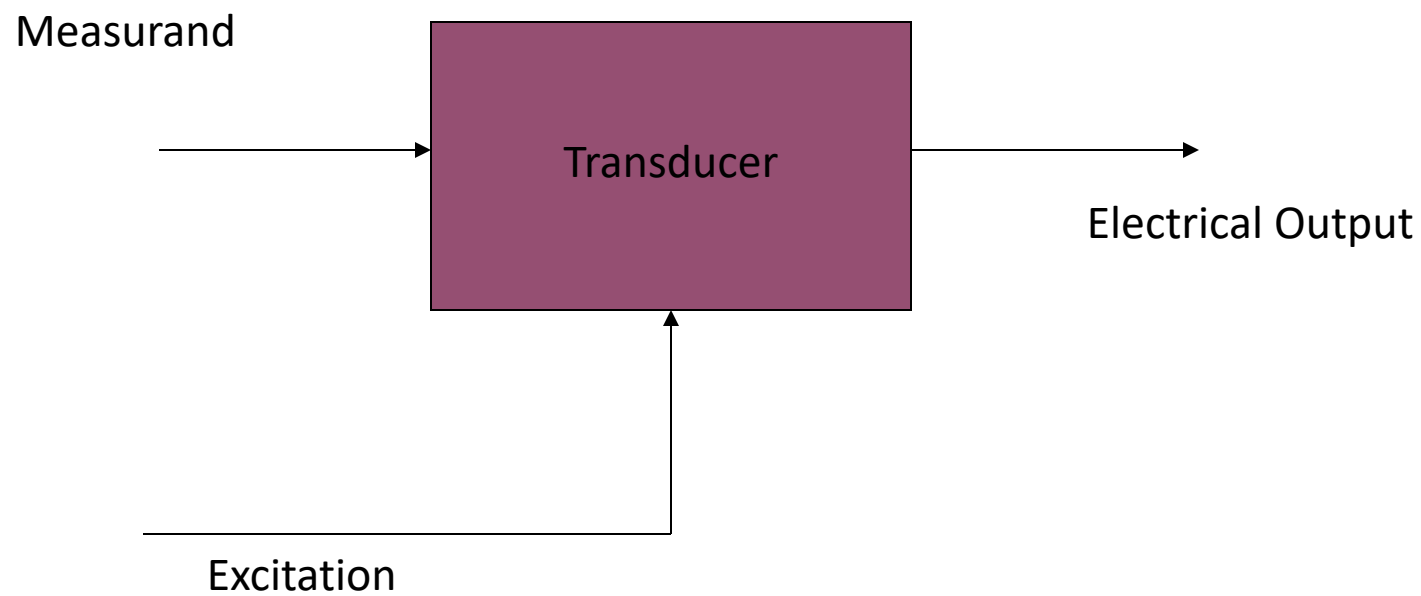 Measurand
Transducer
Electrical Output
Excitation